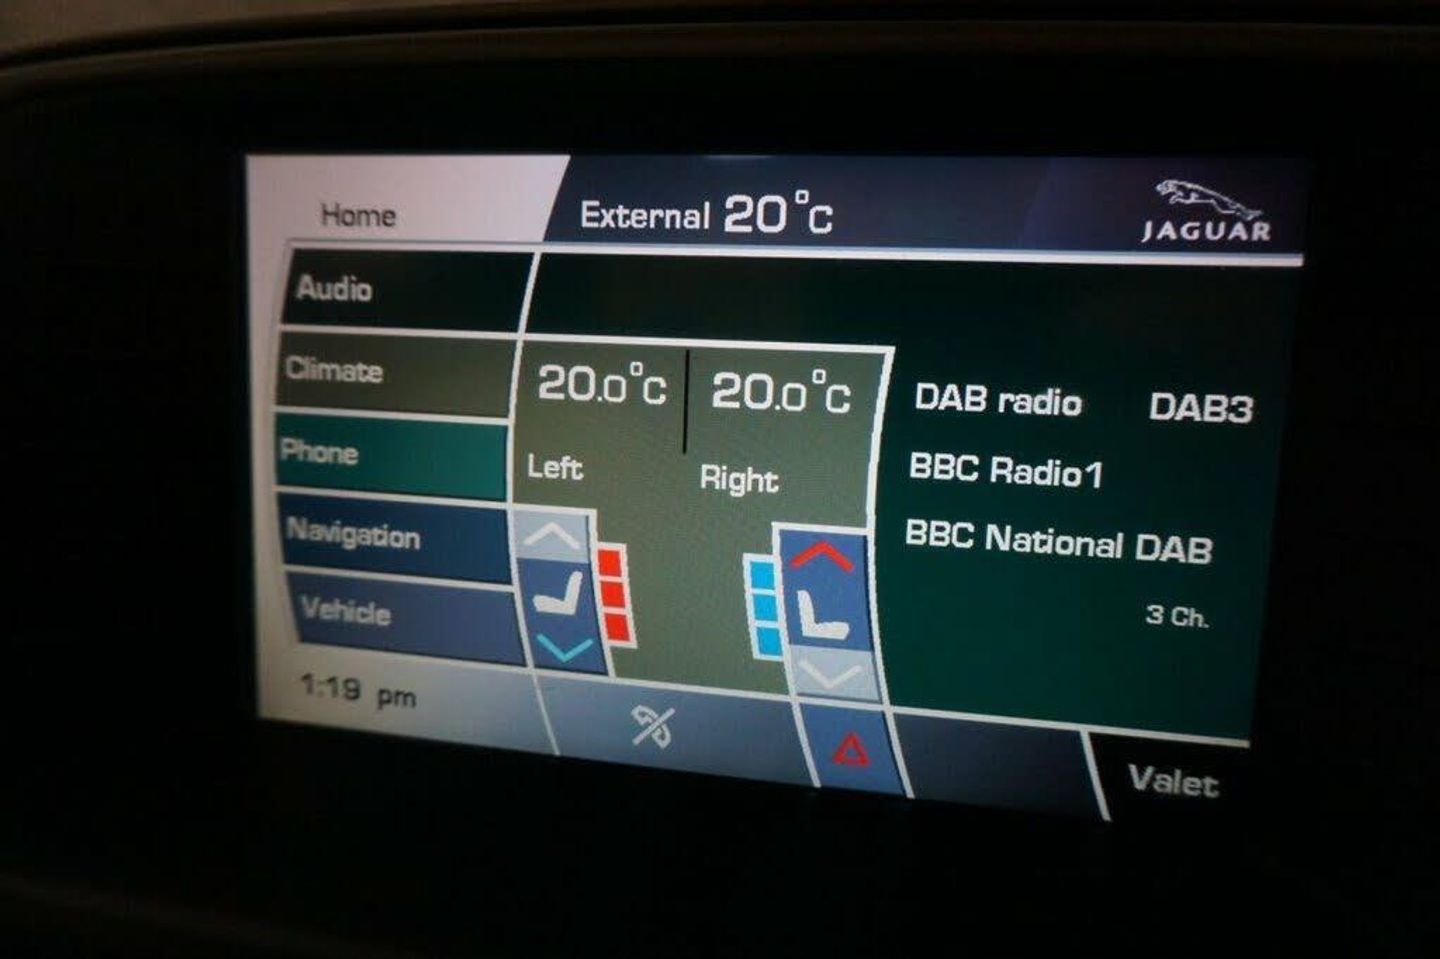 Home
External 20°C
JAGUAR
Audio
Climate
Phone
Navigation
Vehicle
1:19 pm
20.0°C
20.0°C
Left
Right
DAB radio DAB3
BBC Radio1
BBC National DAB
3 Ch.
Valet